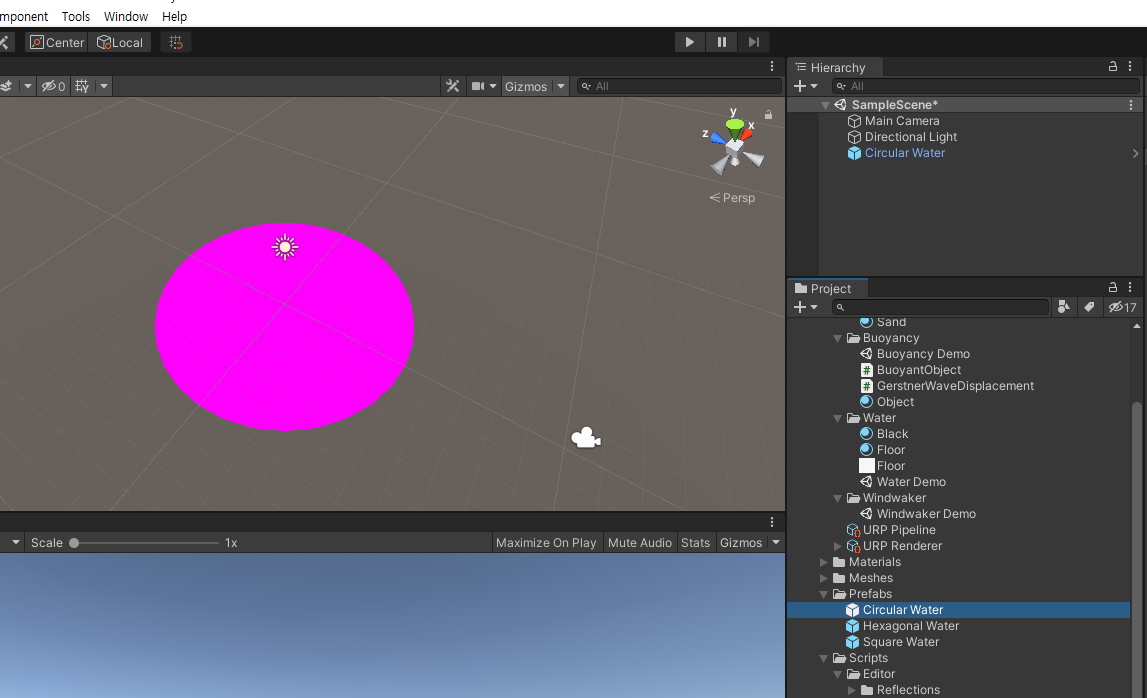 mponent Tools Window Help
Center Local
0 Gizmos All
y
x
z
Persp
Scale 1x Maximize On Play Mute Audio Stats Gizmos
Hierarchy
All
SampleScene*
Main Camera
Directional Light
Circular Water
Project
17
Sand
Buoyancy
Buoyancy Demo
# BuoyantObject
# GerstnerWaveDisplacement
Object
Water
Black
Floor
Floor
Water Demo
Windwaker
Windwaker Demo
URP Pipeline
URP Renderer
Materials
Meshes
Prefabs
Circular Water
Hexagonal Water
Square Water
Scripts
Editor
Reflections